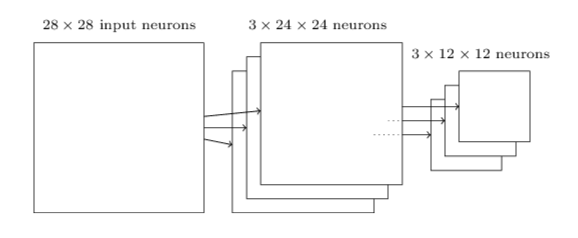 28 × 28 input neurons
3 × 24 × 24 neurons
3 × 12 × 12 neurons